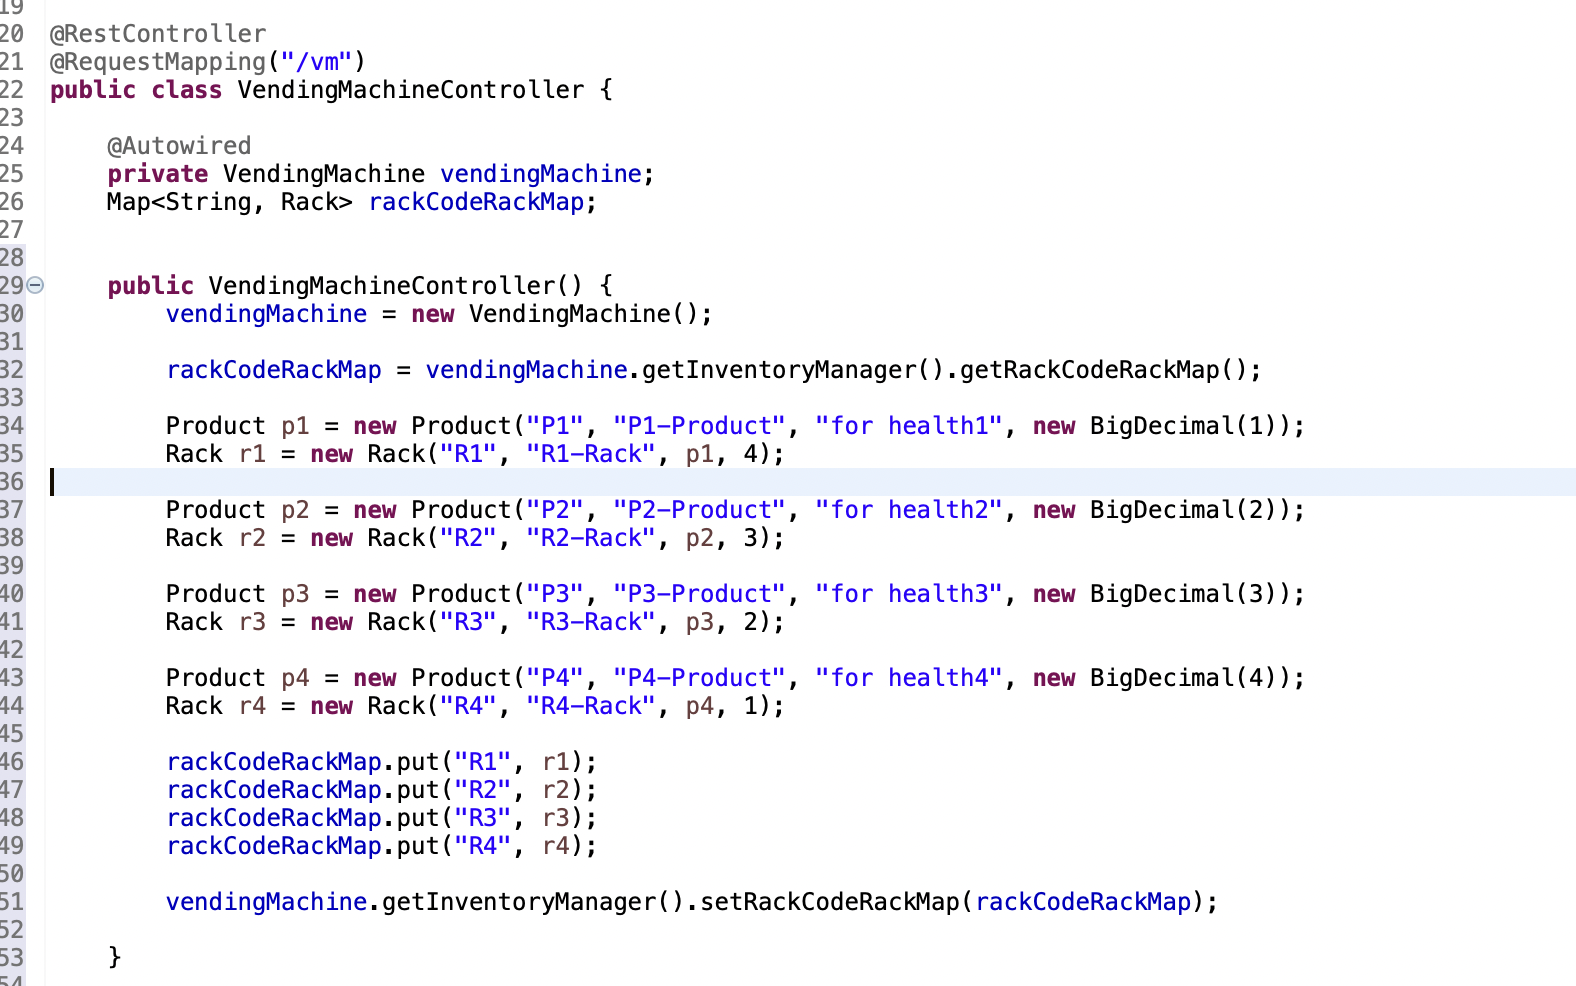 19
20 @RestController
21 @RequestMapping("/vm")
22 public class VendingMachineController {
23
24     @Autowired
25     private VendingMachine vendingMachine;
26     Map<String, Rack> rackCodeRackMap;
27
28
29     public VendingMachineController() {
30         vendingMachine = new VendingMachine();
31
32         rackCodeRackMap = vendingMachine.getInventoryManager().getRackCodeRackMap();
33
34         Product p1 = new Product("P1", "P1-Product", "for health1", new BigDecimal(1));
35         Rack r1 = new Rack("R1", "R1-Rack", p1, 4);
36
37         Product p2 = new Product("P2", "P2-Product", "for health2", new BigDecimal(2));
38         Rack r2 = new Rack("R2", "R2-Rack", p2, 3);
39
40         Product p3 = new Product("P3", "P3-Product", "for health3", new BigDecimal(3));
41         Rack r3 = new Rack("R3", "R3-Rack", p3, 2);
42
43         Product p4 = new Product("P4", "P4-Product", "for health4", new BigDecimal(4));
44         Rack r4 = new Rack("R4", "R4-Rack", p4, 1);
45
46         rackCodeRackMap.put("R1", r1);
47         rackCodeRackMap.put("R2", r2);
48         rackCodeRackMap.put("R3", r3);
49         rackCodeRackMap.put("R4", r4);
50
51         vendingMachine.getInventoryManager().setRackCodeRackMap(rackCodeRackMap);
52
53     }
54